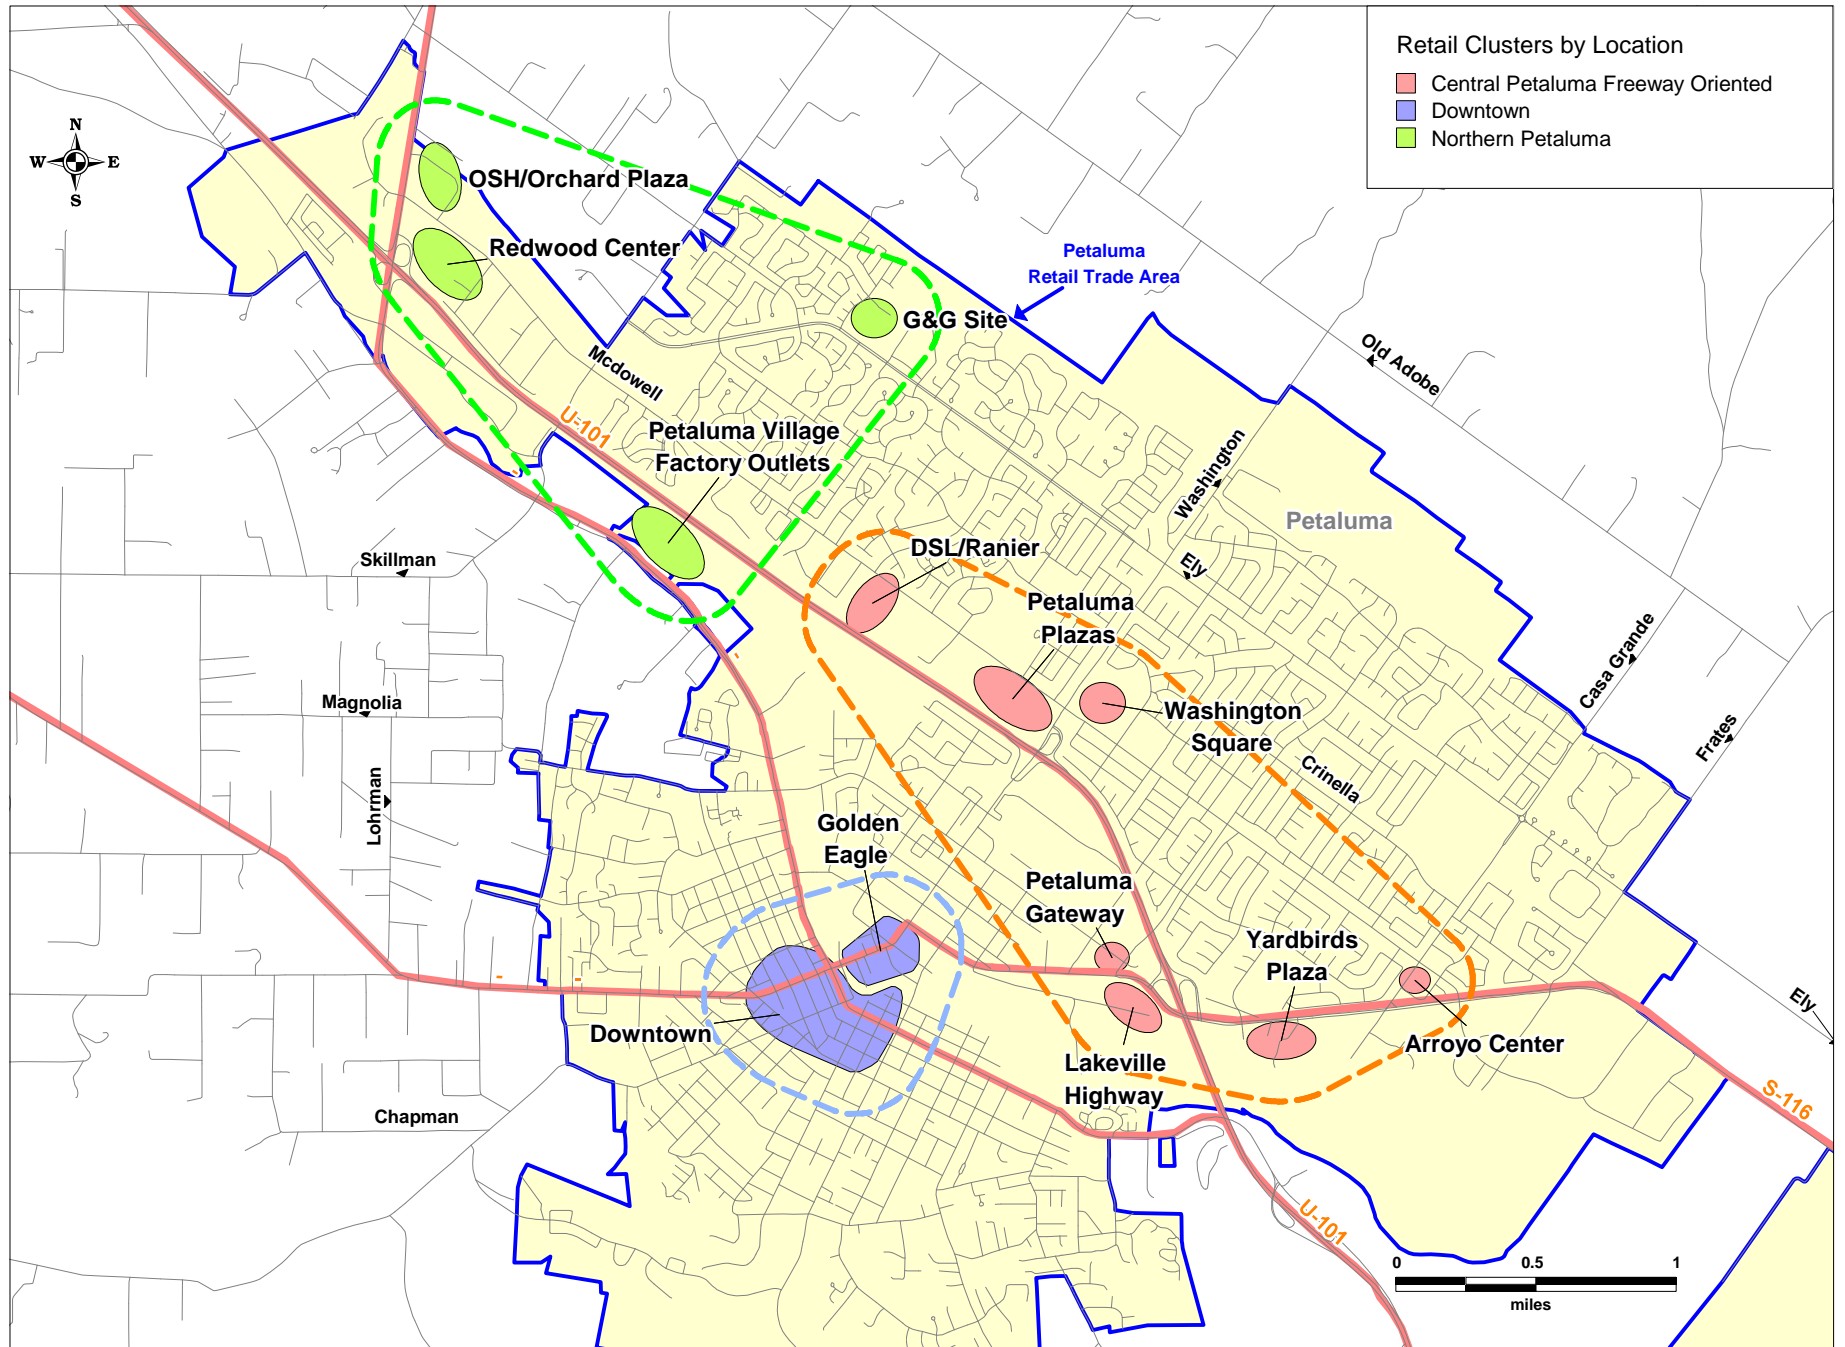 Retail Clusters by Location
Central Petaluma Freeway Oriented
Downtown
Northern Petaluma
N
W
E
S
OSH/Orchard Plaza
Redwood Center
Petaluma
Retail Trade Area
G&G Site
Mcdowell
Old Adobe
U-101
Petaluma Village
Factory Outlets
Washington
Petaluma
Skillman
DSL/Ranier
Ely
Petaluma
Plazas
Casa Grande
Magnolia
Washington
Square
Frates
Crinella
Lohrman
Golden
Eagle
Petaluma
Gateway
Yardbirds
Plaza
Ely
Downtown
Arroyo Center
Lakeville
Highway
S-116
Chapman
U-101
0
0.5
1
miles